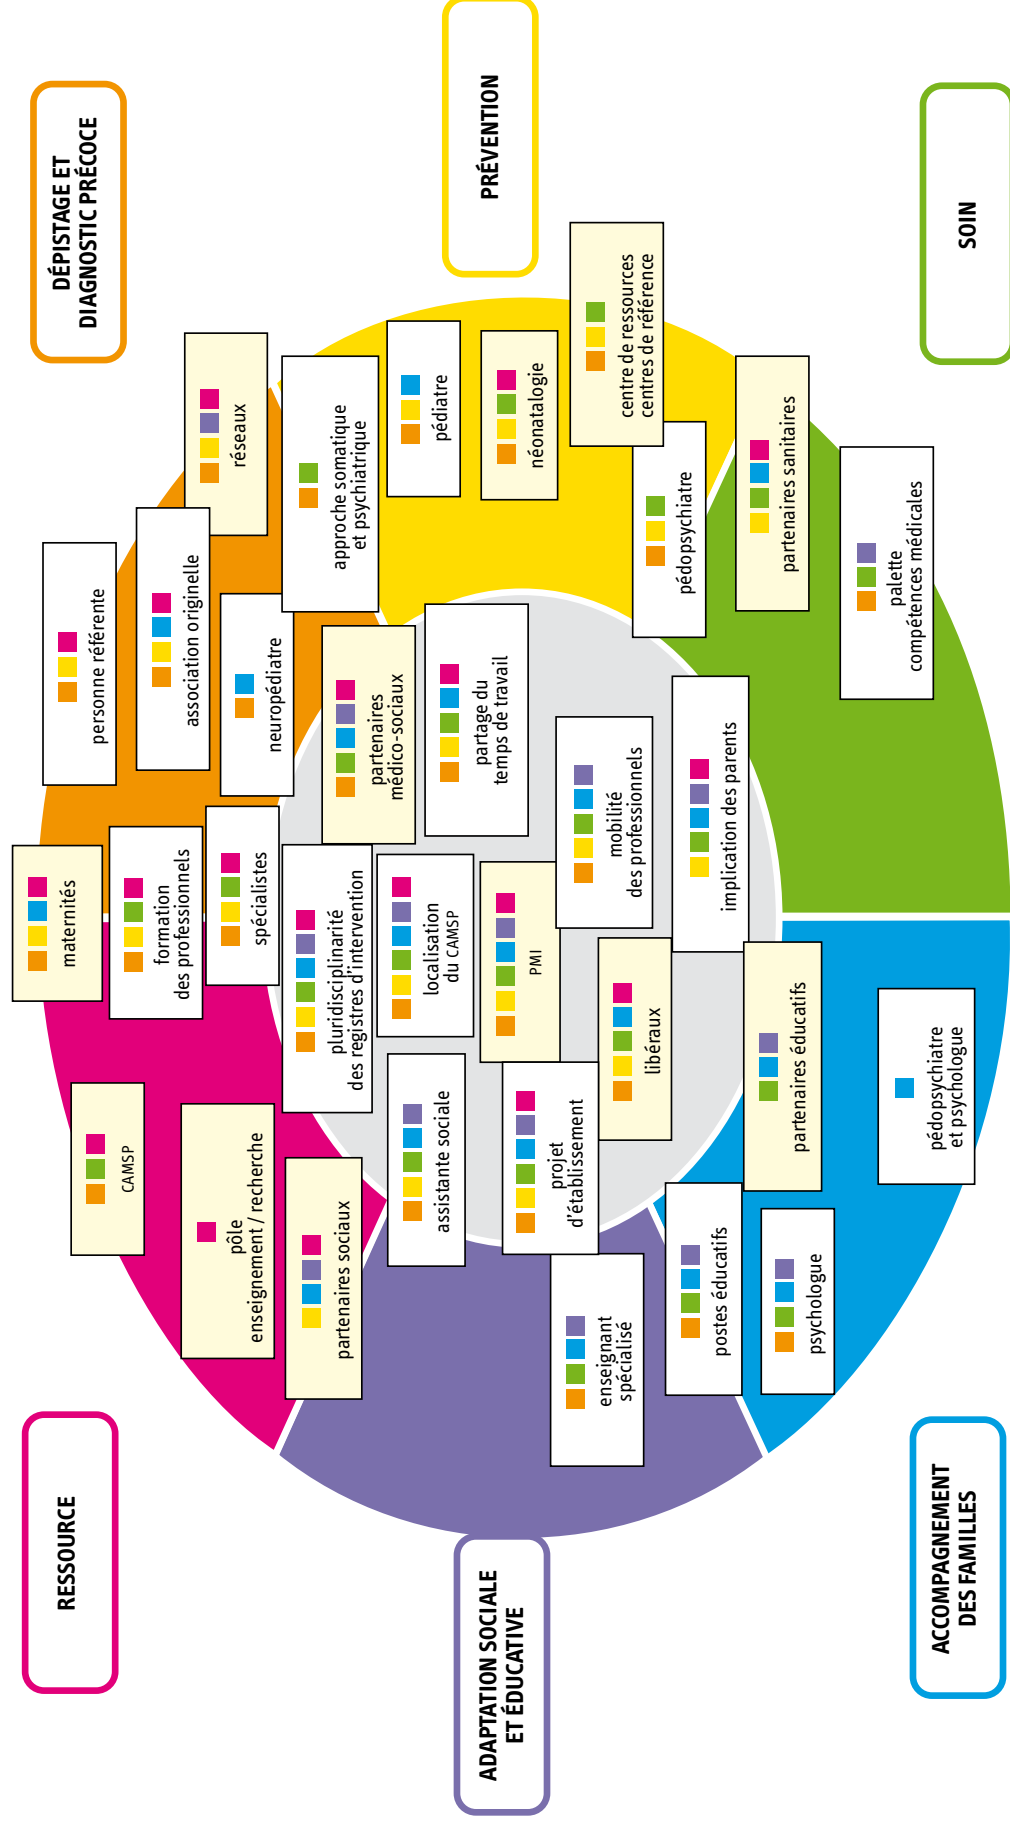 RESSOURCE
DÉPISTAGE ET
DIAGNOSTIC PRÉCOCE
maternités
personne référente
CAMSP
formation
des professionnels
association originelle
réseaux
pôle
enseignement / recherche
spécialistes
neuropédiatre
partenaires sociaux
pluridisciplinarité
des registres d'intervention
partenaires
médico-sociaux
approche somatique
et psychiatrique
assistante sociale
localisation
du CAMSP
partage du
temps de travail
pédiatre
ADAPTATION SOCIALE
ET ÉDUCATIVE
PRÉVENTION
PMI
néonatalogie
projet
d'établissement
enseignant
spécialisé
mobilité
des professionnels
centre de ressources
centres de référence
libéraux
pédopsychiatre
postes éducatifs
implication des parents
partenaires sanitaires
partenaires éducatifs
psychologue
palette
compétences médicales
pédopsychiatre
et psychologue
ACCOMPAGNEMENT
DES FAMILLES
SOIN